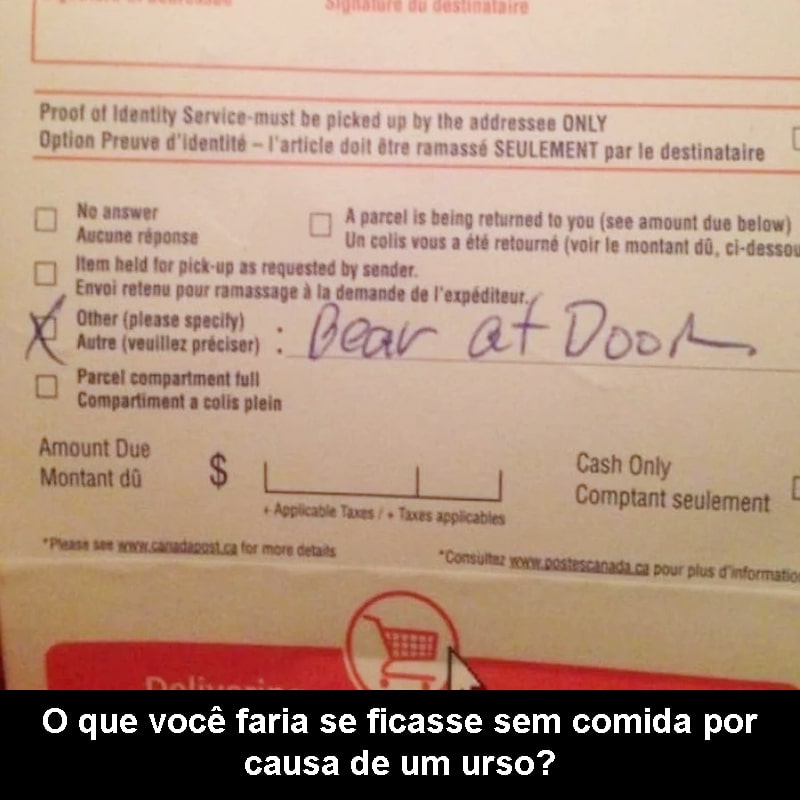 Signature du destinataire
Proof of Identity Service-must be picked up by the addressee ONLY
Option Preuve d'identité – l'article doit être ramassé SEULEMENT par le destinataire
No answer
Aucune réponse
A parcel is being returned to you (see amount due below)
Un colis vous a été retourné (voir le montant dû, ci-dessou
Item held for pick-up as requested by sender.
Envoi retenu pour ramassage à la demande de l'expéditeur.
Other (please specify)
Autre (veuillez préciser) : Bear at Door
Parcel compartment full
Compartiment a colis plein
Amount Due
Montant dû
$
+ Applicable Taxes / + Taxes applicables
Cash Only
Comptant seulement
*Please see www.canadapost.ca for more details
*Consultez www.postescanada.ca pour plus d'informatio
O que você faria se ficasse sem comida por
causa de um urso?